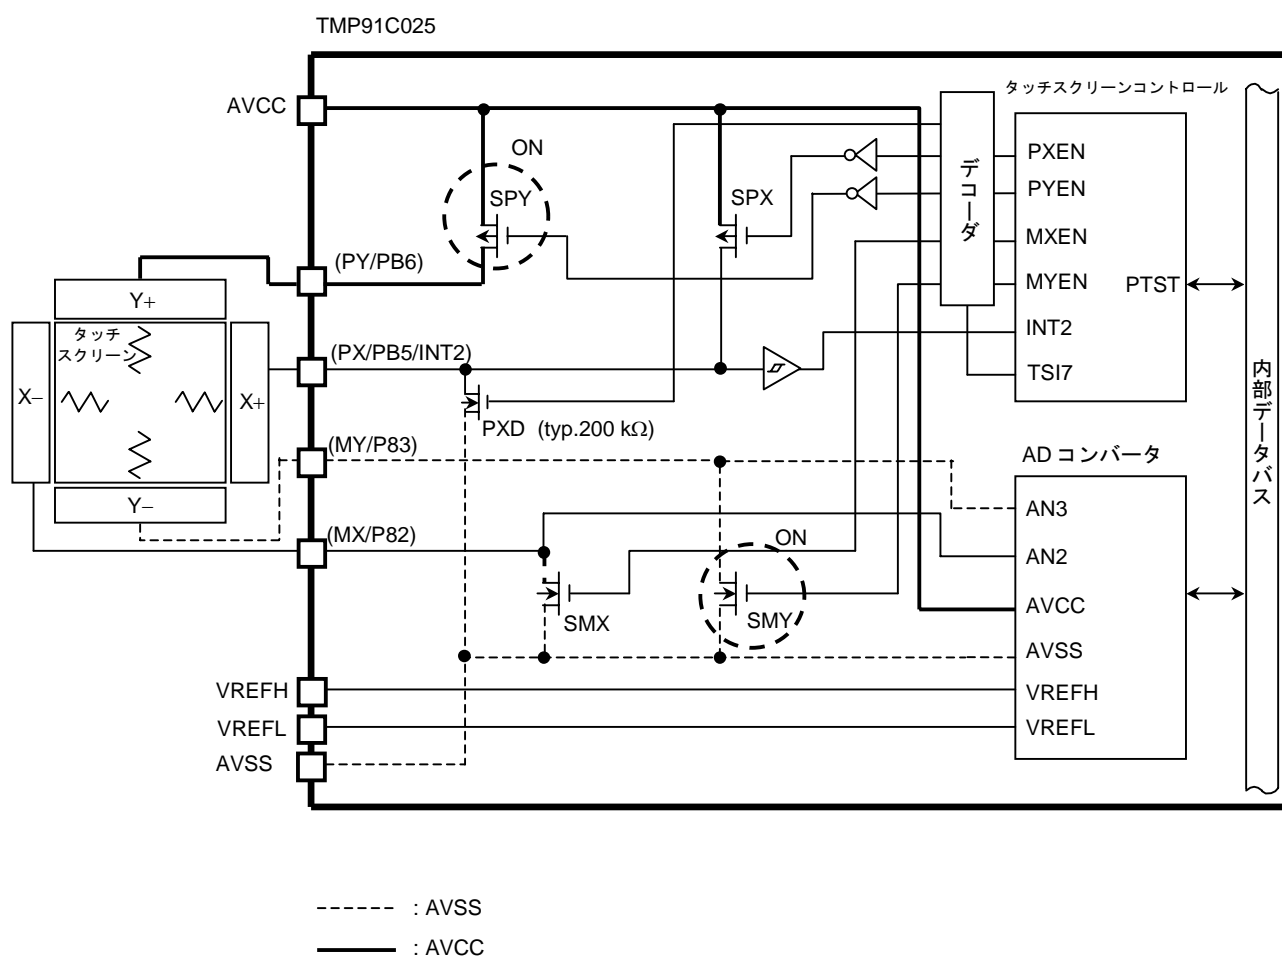 TMP91C025
AVCC
タッチスクリーンコントロール
ON
SPY
SPX
デコーダ
PXEN
PYEN
MXEN
MYEN
PTST
INT2
TSI7
(PY/PB6)
Y+
タッチ
スクリーン
X−
X+
Y−
(PX/PB5/INT2)
PXD (typ.200 kΩ)
(MY/P83)
(MX/P82)
ON
SMX
SMY
AD コンバータ
AN3
AN2
AVCC
AVSS
VREFH
VREFL
内部データバス
VREFH
VREFL
AVSS
: AVSS
: AVCC